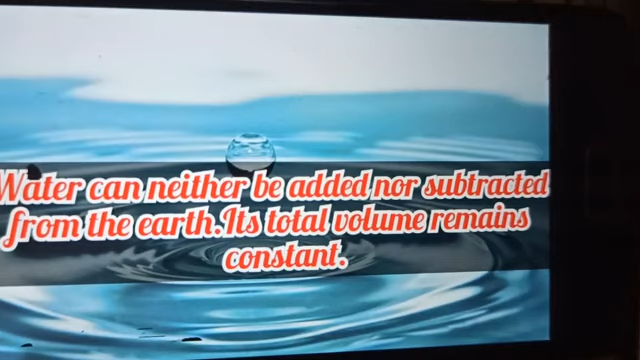 Water can neither be added nor subtracted
from the earth.Its total volume remains
constant.